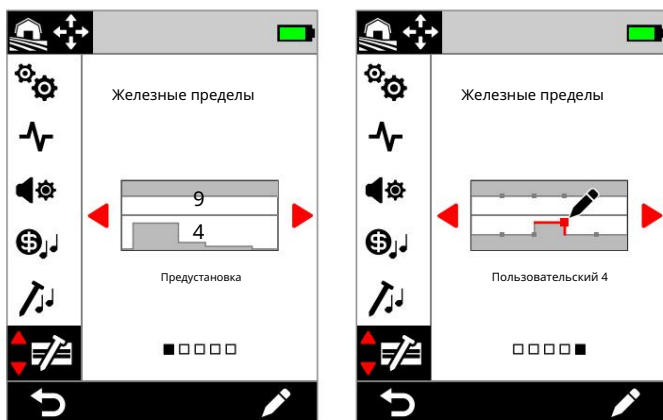 Железные пределы
9
4
Предустановка
Железные пределы
Пользовательский 4